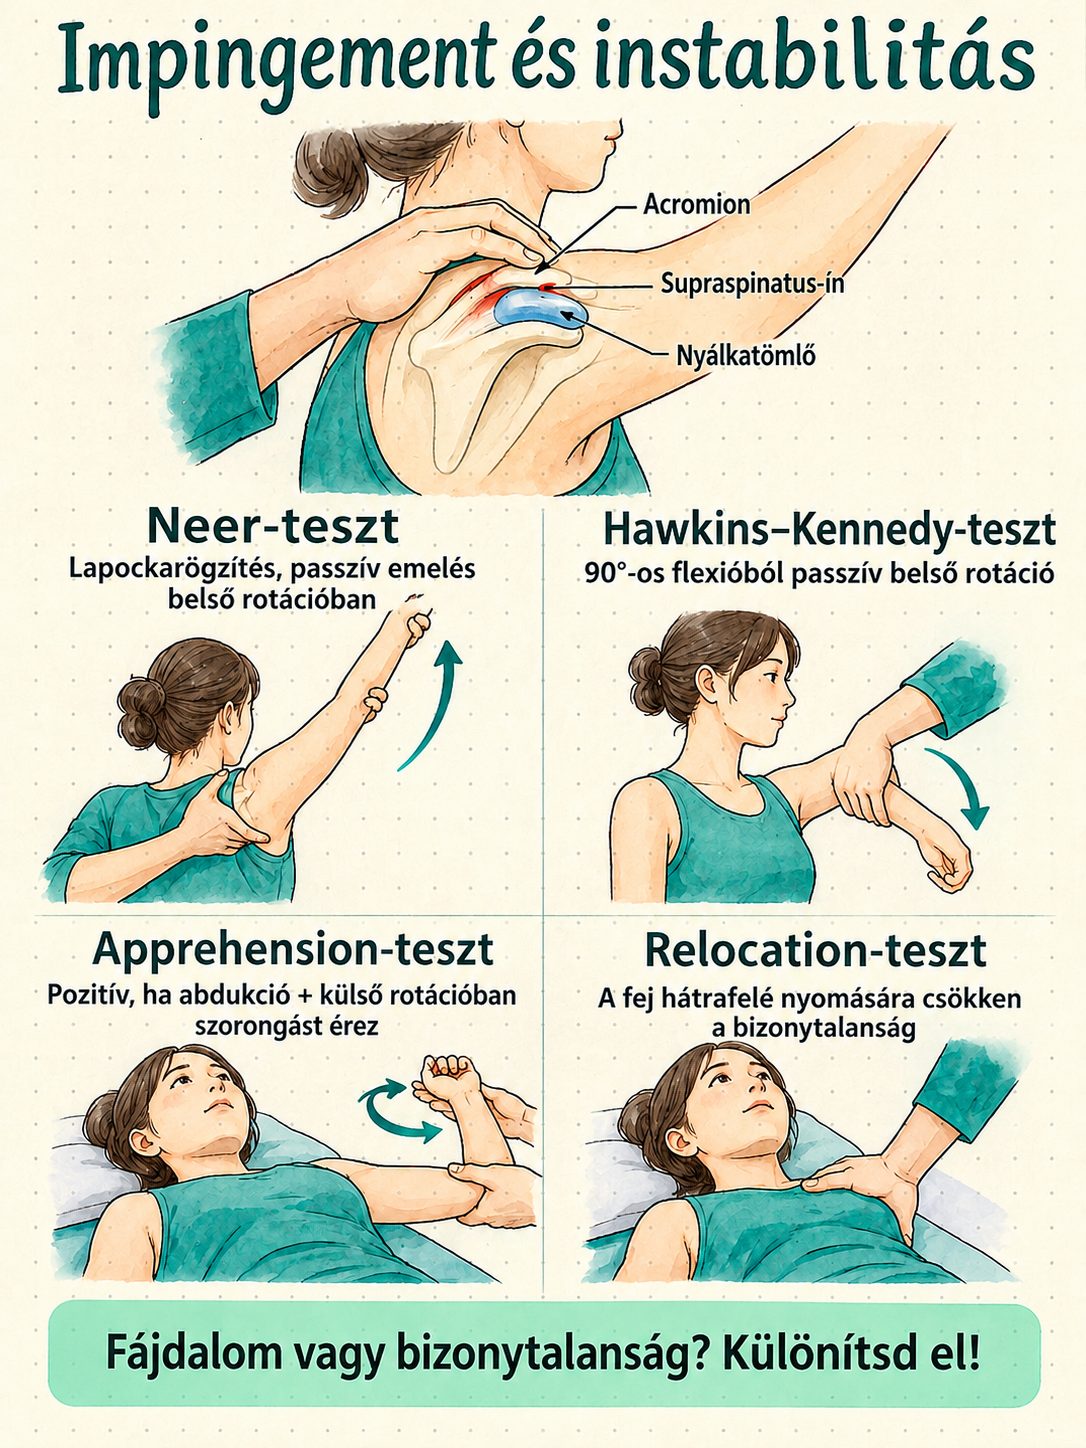 Impingement és instabilitás
Acromion
Supraspinatus-ín
Nyálkatömlő
Neer-teszt
Lapockarögzítés, passzív emelés
belső rotációban
Hawkins–Kennedy-teszt
90°-os flexióból passzív belső rotáció
Apprehension-teszt
Pozitív, ha abdukció + külső rotációban
szorongást érez
Relocation-teszt
A fej hátrafelé nyomására csökken
a bizonytalanság
Fájdalom vagy bizonytalanság? Különítsd el!